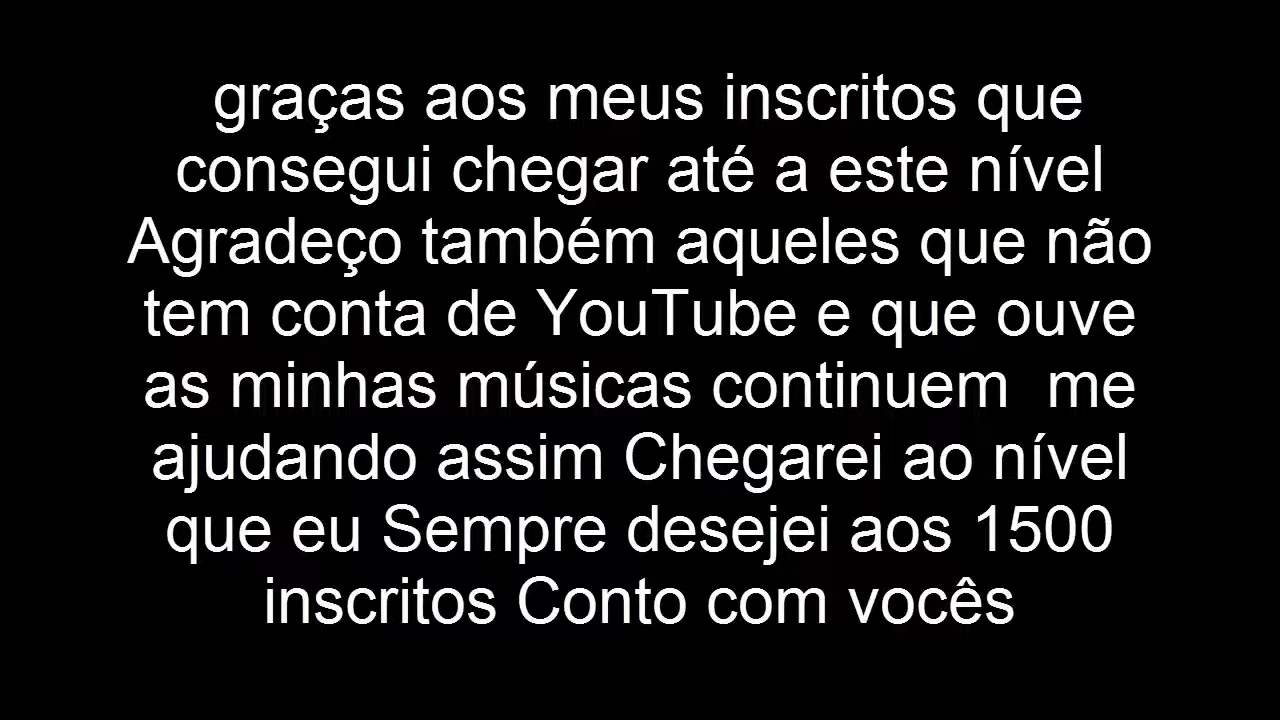 graças aos meus inscritos que
consegui chegar até a este nível
Agradeço também aqueles que não
tem conta de YouTube e que ouve
as minhas músicas continuem  me
ajudando assim Chegarei ao nível
que eu Sempre desejei aos 1500
inscritos Conto com vocês